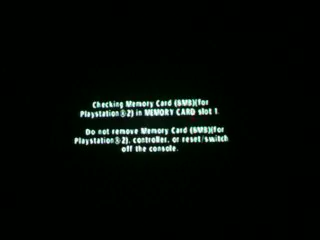 Checking Memory Card (8MB)(for
Playstation®2) in MEMORY CARD slot 1.
Do not remove Memory Card (8MB)(for
Playstation®2), controller, or reset/switch
off the console.